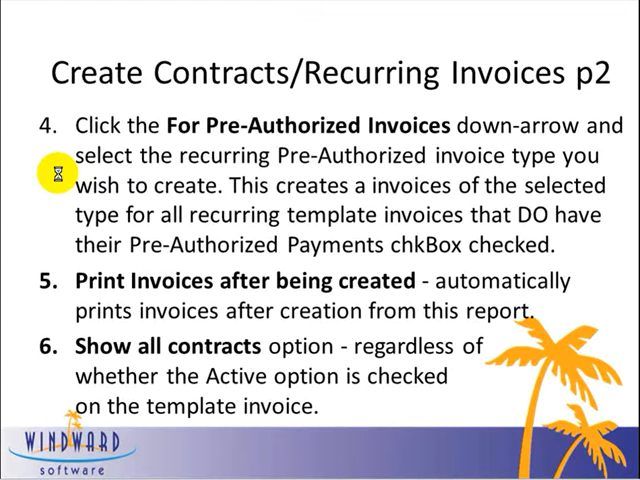 Create Contracts/Recurring Invoices p2
4. Click the For Pre-Authorized Invoices down-arrow and
select the recurring Pre-Authorized invoice type you
wish to create. This creates a invoices of the selected
type for all recurring template invoices that DO have
their Pre-Authorized Payments chkBox checked.
5. Print Invoices after being created - automatically
prints invoices after creation from this report.
6. Show all contracts option - regardless of
whether the Active option is checked
on the template invoice.
WINDWARD
software